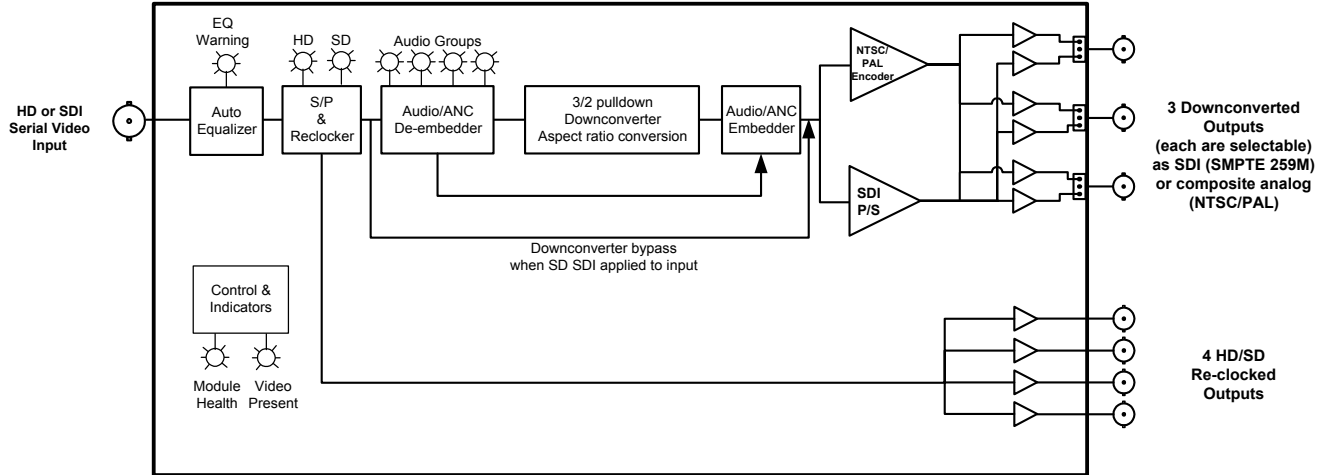 EQ
Warning
HD
SD
Audio Groups
HD or SDI
Serial Video
Input
Auto
Equalizer
S/P
&
Reclocker
Audio/ANC
De-embedder
3/2 pulldown
Downconverter
Aspect ratio conversion
Audio/ANC
Embedder
NTSC/
PAL
Encoder
SDI
P/S
3 Downconverted
Outputs
(each are selectable)
as SDI (SMPTE 259M)
or composite analog
(NTSC/PAL)
Downconverter bypass
when SD SDI applied to input
Control &
Indicators
Module
Health
Video
Present
4 HD/SD
Re-clocked
Outputs